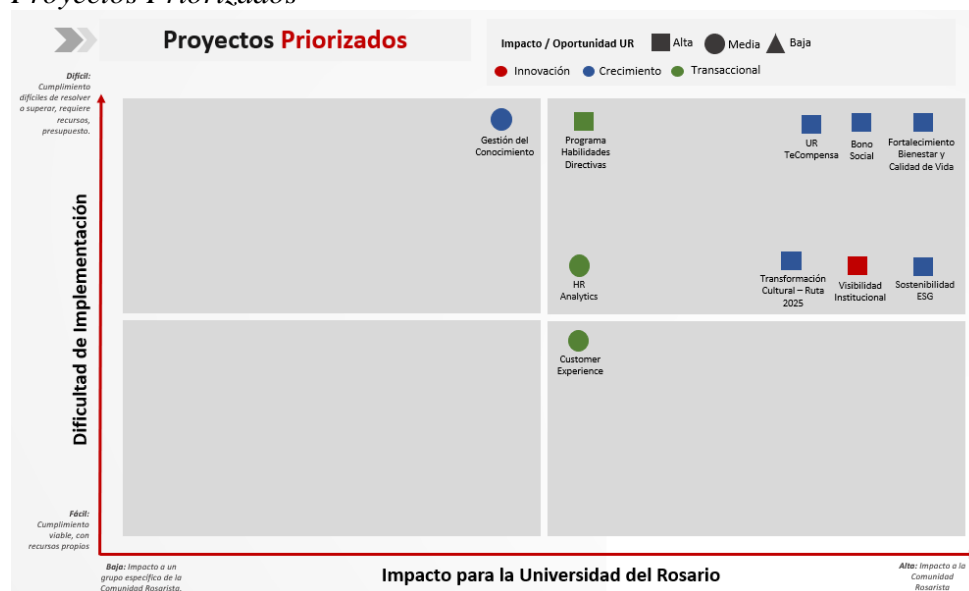 Proyectos Priorizados
Proyectos Priorizados
Impacto / Oportunidad UR
Alta
Media
Baja
Innovación
Crecimiento
Transaccional
Difícil:
Cumplimiento
difíciles de resolver
o superar, requiere
recursos,
presupuesto.
Gestión del
Conocimiento
Programa
Habilidades
Directivas
UR
TeCompensa
Bono
Social
Fortalecimiento
Bienestar y
Calidad de Vida
HR
Analytics
Transformación
Cultural – Ruta
2025
Visibilidad
Institucional
Sostenibilidad
ESG
Customer
Experience
Dificultad de Implementación
Fácil:
Cumplimiento
viable, con
recursos propios
Baja: Impacto a un
grupo específico de la
Comunidad Rosarista.
Impacto para la Universidad del Rosario
Alta: Impacto a la
Comunidad
Rosarista